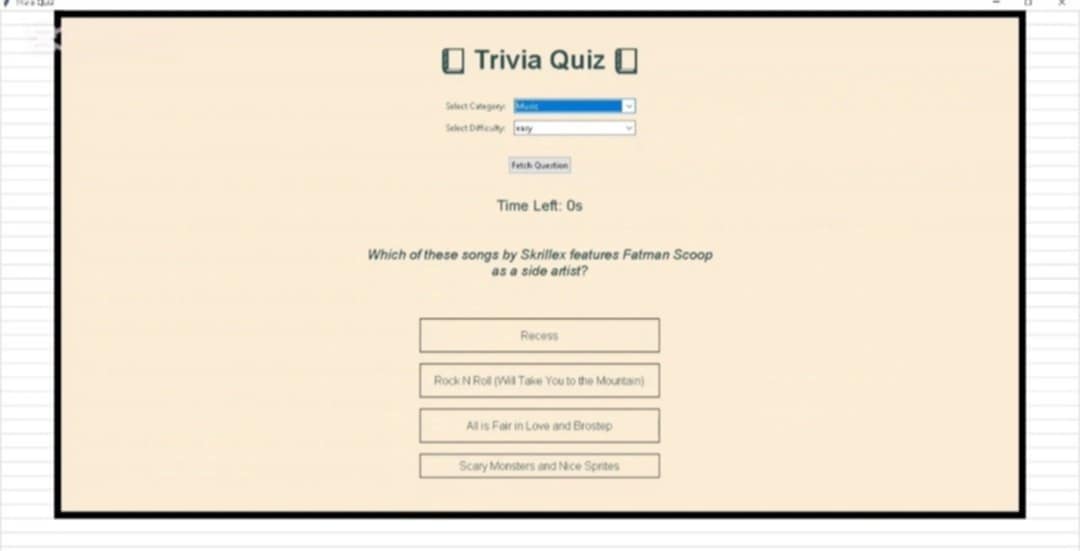 Trivia Quiz
Trivia Quiz
Select Category: Music
Select Difficulty: easy
Fetch Question
Time Left: 0s
Which of these songs by Skrillex features Fatman Scoop
as a side artist?
Recess
Rock N Roll (Will Take You to the Mountain)
All is Fair in Love and Brostep
Scary Monsters and Nice Sprites